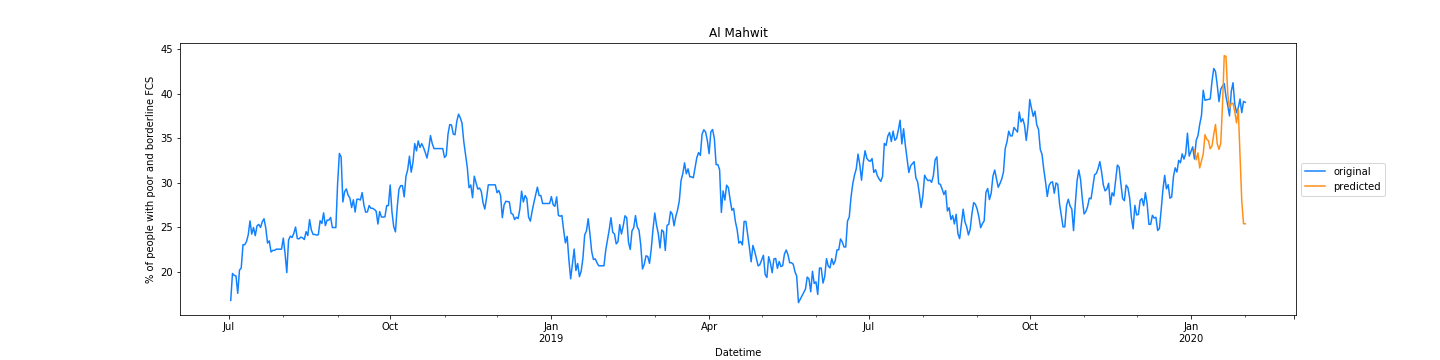 Al Mahwit
% of people with poor and borderline FCS
45
40
35
30
25
20
Jul
Oct
Jan
2019
Apr
Jul
Oct
Jan
2020
Datetime
original
predicted